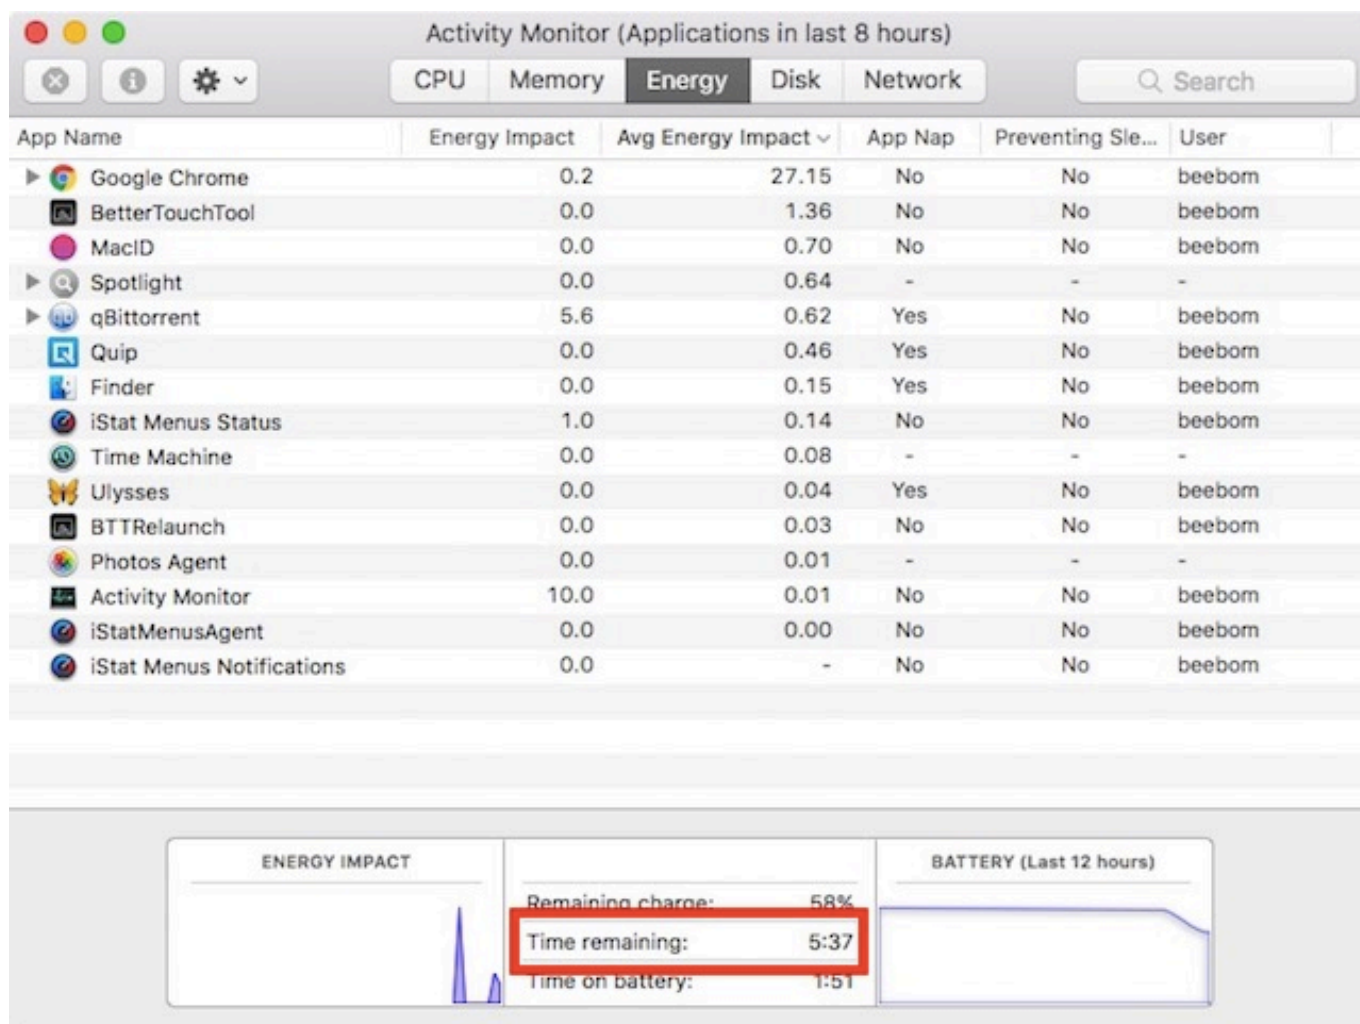 Activity Monitor (Applications in last 8 hours)
CPU Memory Energy Disk Network Search
App Name Energy Impact Avg Energy Impact App Nap Preventing Sle... User
Google Chrome 0.2 27.15 No No beebom
BetterTouchTool 0.0 1.36 No No beebom
MacID 0.0 0.70 No No beebom
Spotlight 0.0 0.64 - - -
qBittorrent 5.6 0.62 Yes No beebom
Quip 0.0 0.46 Yes No beebom
Finder 0.0 0.15 Yes No beebom
iStat Menus Status 1.0 0.14 No No beebom
Time Machine 0.0 0.08 - - -
Ulysses 0.0 0.04 Yes No beebom
BTTRelaunch 0.0 0.03 No No beebom
Photos Agent 0.0 0.01 - - -
Activity Monitor 10.0 0.01 No No beebom
iStatMenusAgent 0.0 0.00 No No beebom
iStat Menus Notifications 0.0 - No No beebom
ENERGY IMPACT BATTERY (Last 12 hours)
Remaining charge: 58%
Time remaining: 5:37
Time on battery: 1:51